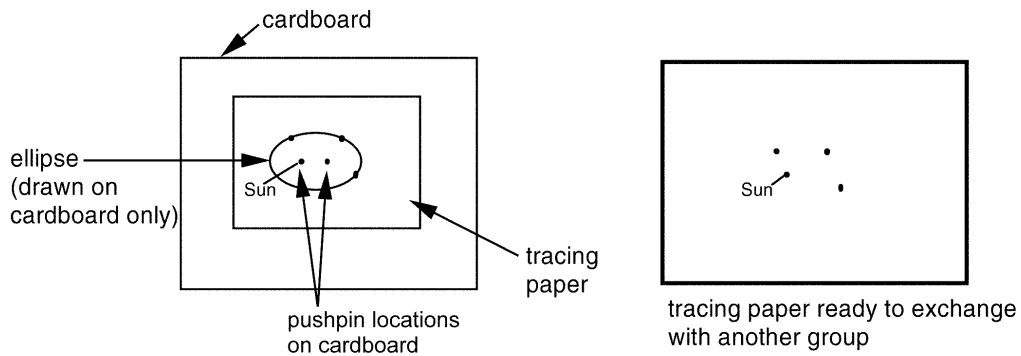 cardboard
ellipse
(drawn on
cardboard only)
Sun
tracing
paper
pushpin locations
on cardboard
Sun
tracing paper ready to exchange
with another group